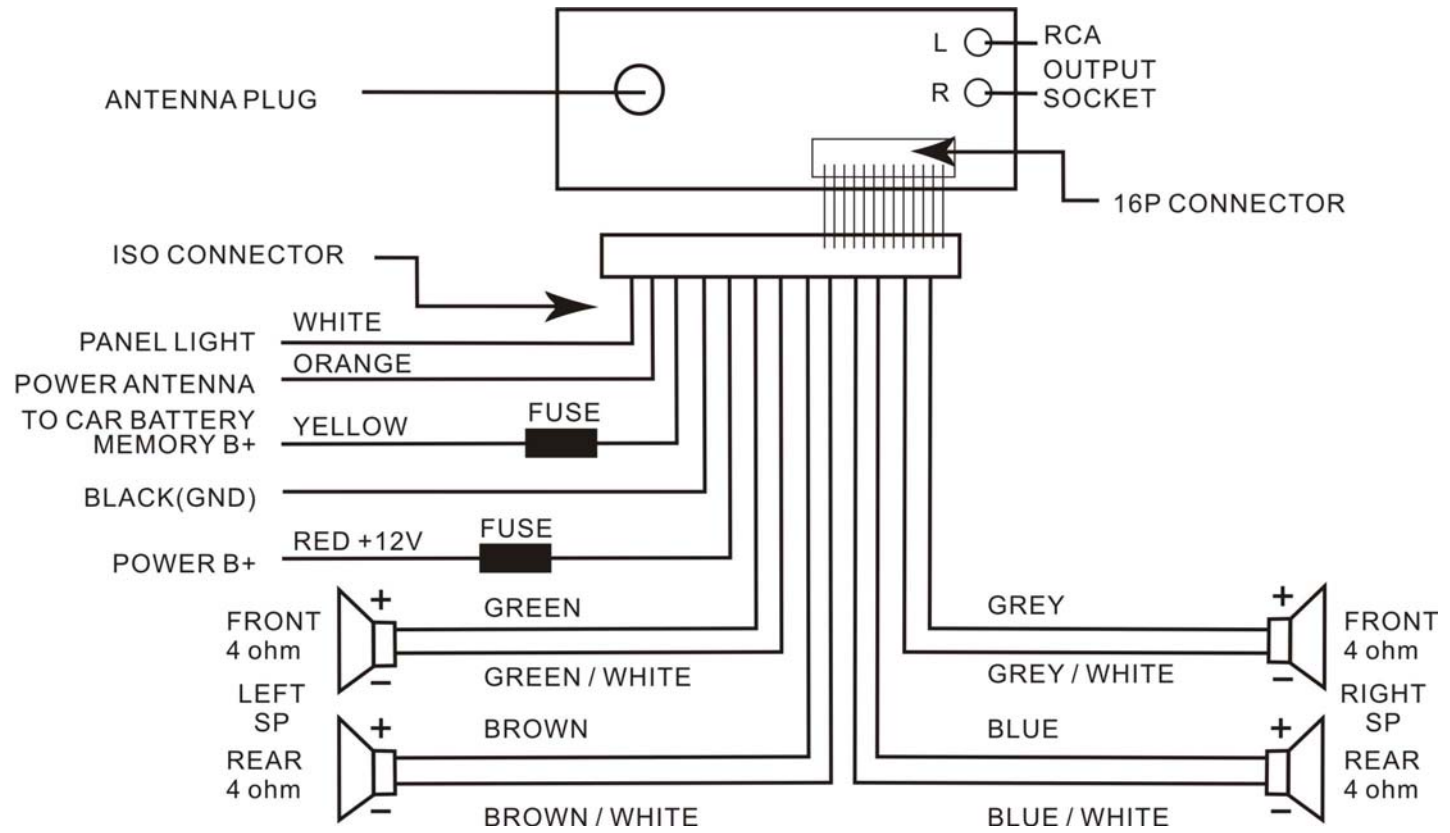 L
RCA
OUTPUT
SOCKET
R
ANTENNA PLUG
16P CONNECTOR
ISO CONNECTOR
WHITE
PANEL LIGHT
ORANGE
POWER ANTENNA
TO CAR BATTERY
MEMORY B+
YELLOW
FUSE
BLACK(GND)
RED +12V
FUSE
POWER B+
FRONT
4 ohm
+
−
GREEN
GREEN / WHITE
LEFT
SP
REAR
4 ohm
+
−
BROWN
BROWN / WHITE
GREY
GREY / WHITE
+
−
FRONT
4 ohm
RIGHT
SP
BLUE
BLUE / WHITE
+
−
REAR
4 ohm